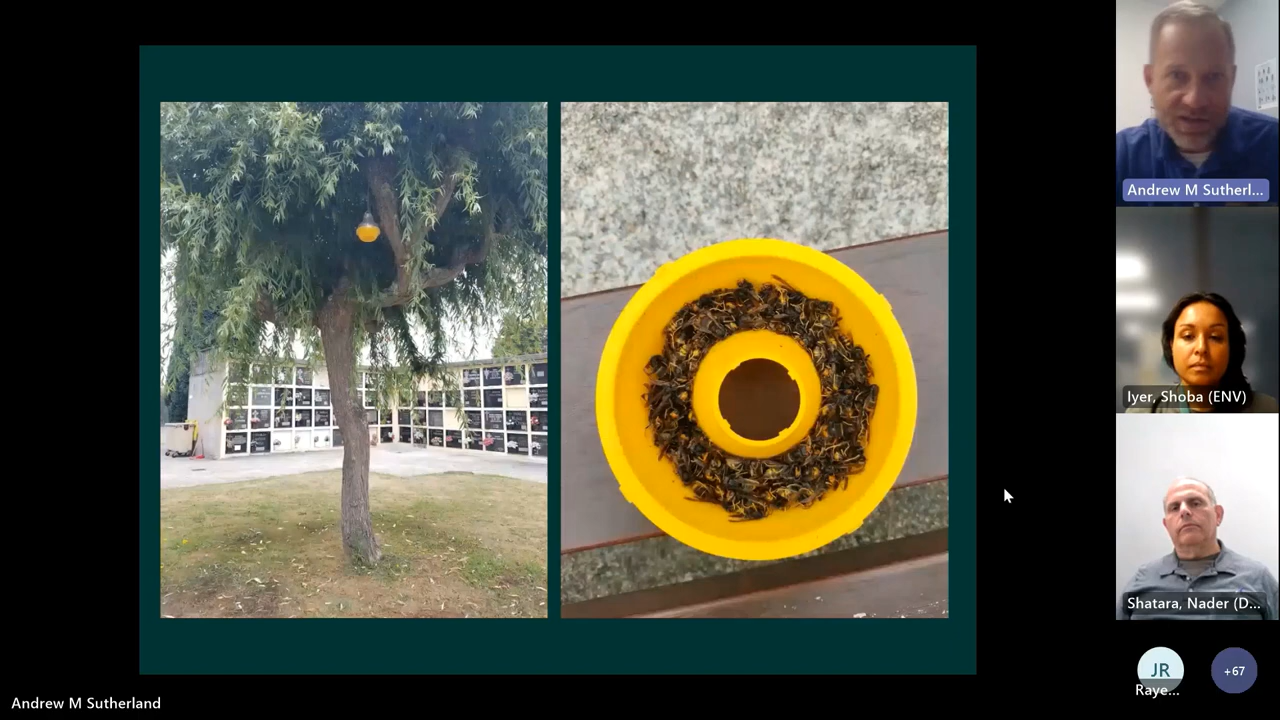 Andrew M Sutherl...
Iyer, Shoba (ENV)
Shatara, Nader (D...
JR
Raye...
+67
Andrew M Sutherland